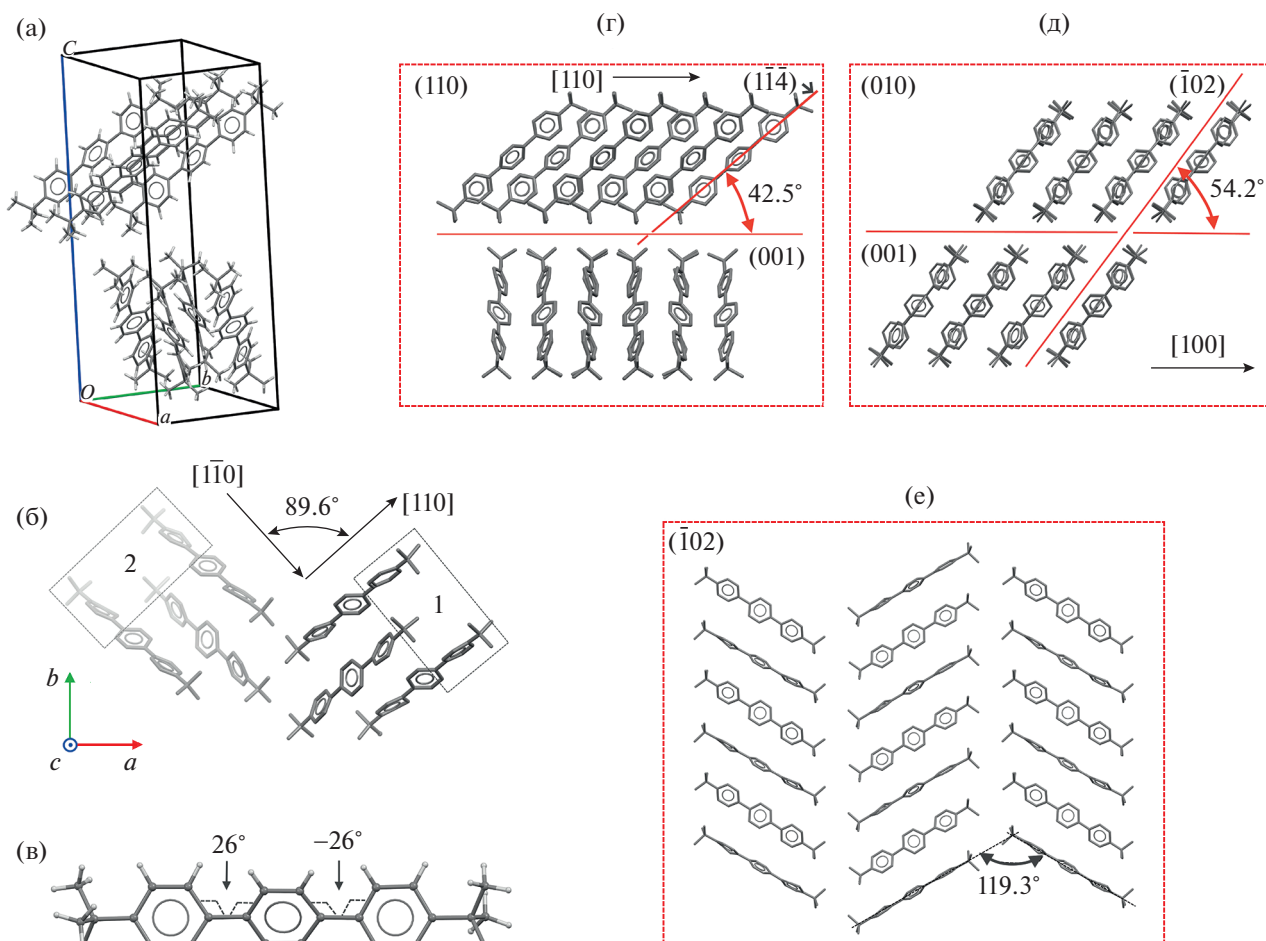 (а)
C
O
a
b
(г)
(110)
[110]
(11̄4̄)
42.5°
(001)
(д)
(010)
(1̄02)
54.2°
(001)
[100]
(б)
[11̄0]
89.6°
[110]
2
1
b
c
a
(в)
26°
−26°
(е)
(1̄02)
119.3°